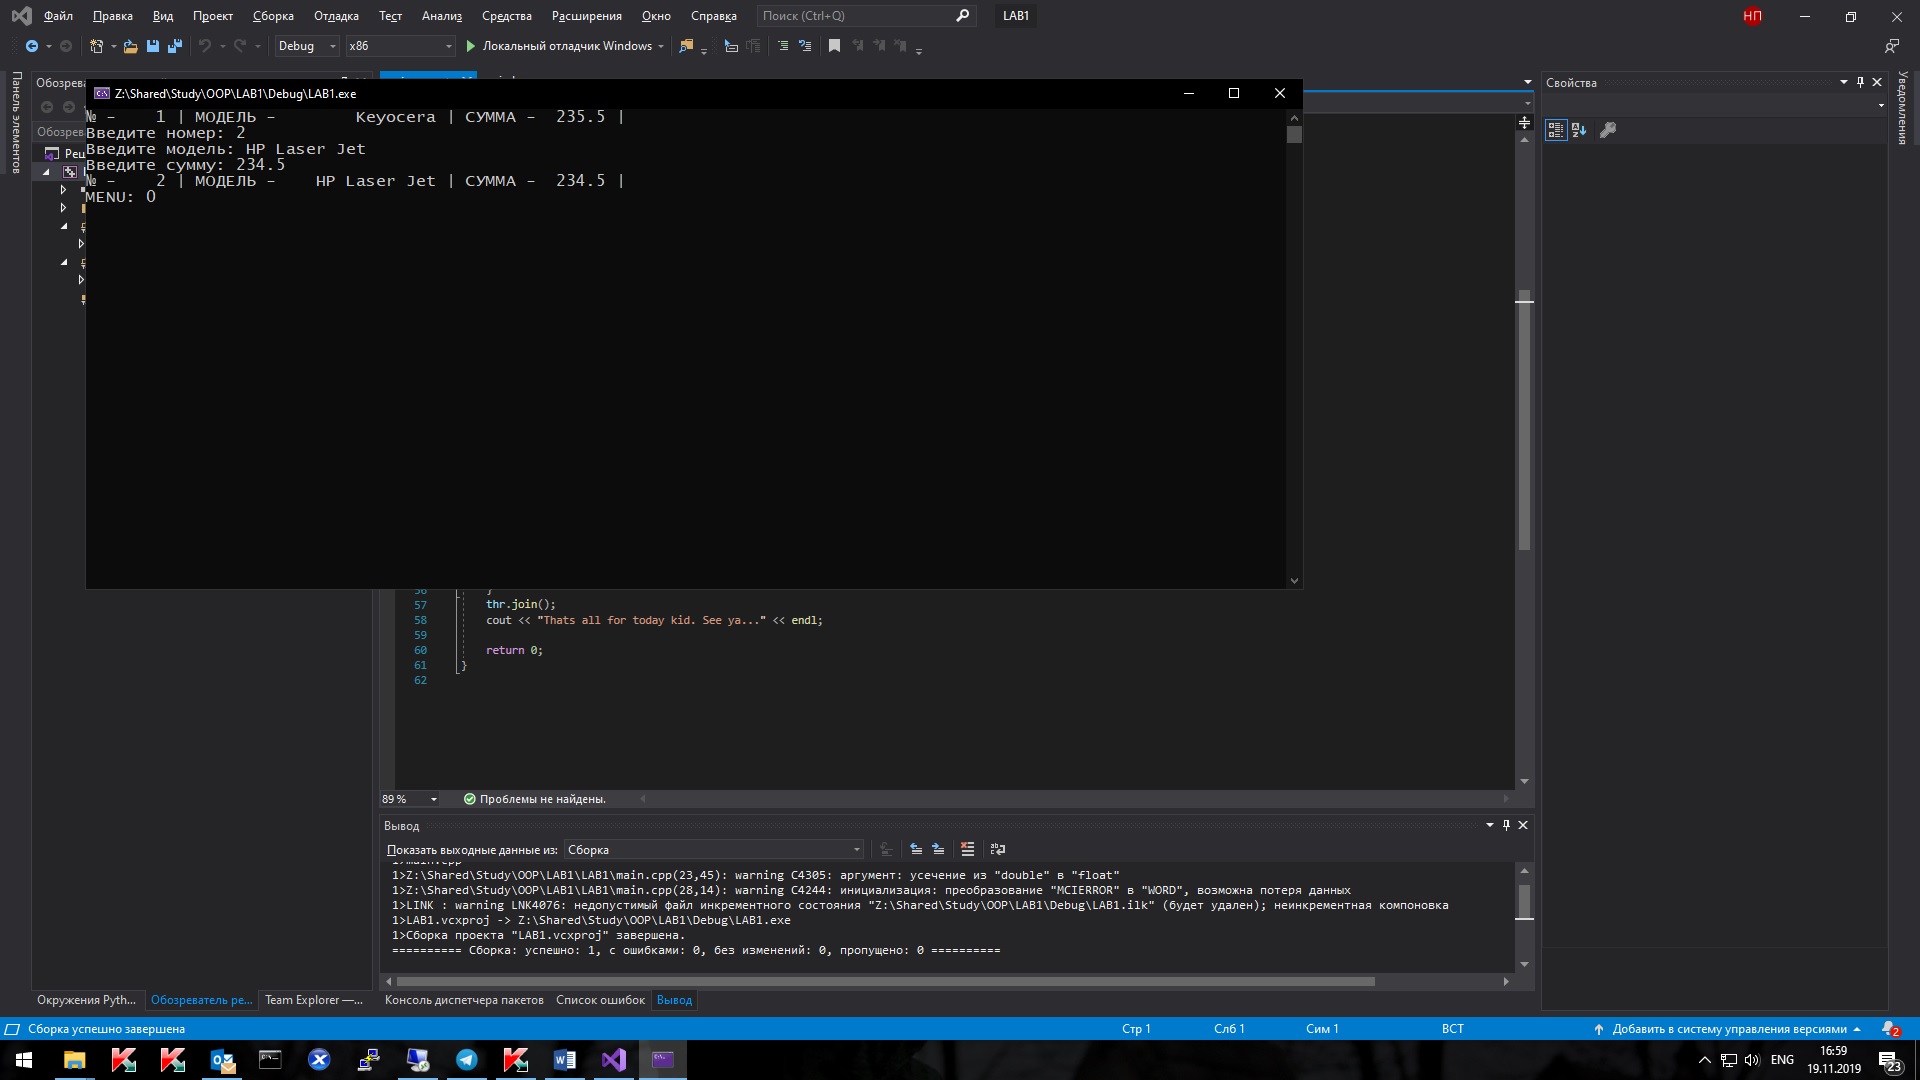 Файл Правка Вид Проект Сборка Отладка Тест Анализ Средства Расширения Окно Справка Поиск (Ctrl+Q) LAB1 НП
Debug x86 Локальный отладчик Windows
Панель элементов
Z:\Shared\Study\OOP\LAB1\Debug\LAB1.exe
№ -    1 | МОДЕЛЬ -        Keyocera | СУММА -  235.5 |
Введите номер: 2
Введите модель: HP Laser Jet
Введите сумму: 234.5
№ -    2 | МОДЕЛЬ -    HP Laser Jet | СУММА -  234.5 |
MENU: 0
56 }
57 thr.join();
58 cout << "Thats all for today kid. See ya..." << endl;
59
60 return 0;
61 }
62
89 % Проблемы не найдены.
Вывод
Показать выходные данные из: Сборка
1>main.cpp
1>Z:\Shared\Study\OOP\LAB1\LAB1\main.cpp(23,45): warning C4305: аргумент: усечение из "double" в "float"
1>Z:\Shared\Study\OOP\LAB1\LAB1\main.cpp(28,14): warning C4244: инициализация: преобразование "MCIERROR" в "WORD", возможна потеря данных
1>LINK : warning LNK4076: недопустимый файл инкрементного состояния "Z:\Shared\Study\OOP\LAB1\Debug\LAB1.ilk" (будет удален); неинкрементная компоновка
1>LAB1.vcxproj -> Z:\Shared\Study\OOP\LAB1\Debug\LAB1.exe
1>Сборка проекта "LAB1.vcxproj" завершена.
========== Сборка: успешно: 1, с ошибками: 0, без изменений: 0, пропущено: 0 ==========
Окружения Pyth... Обозреватель ре... Team Explorer —... Консоль диспетчера пакетов Список ошибок Вывод
Свойства
Уведомления
Сборка успешно завершена Стр 1 Слб 1 Сим 1 ВСТ Добавить в систему управления версиями 2
ENG 16:59
19.11.2019 23